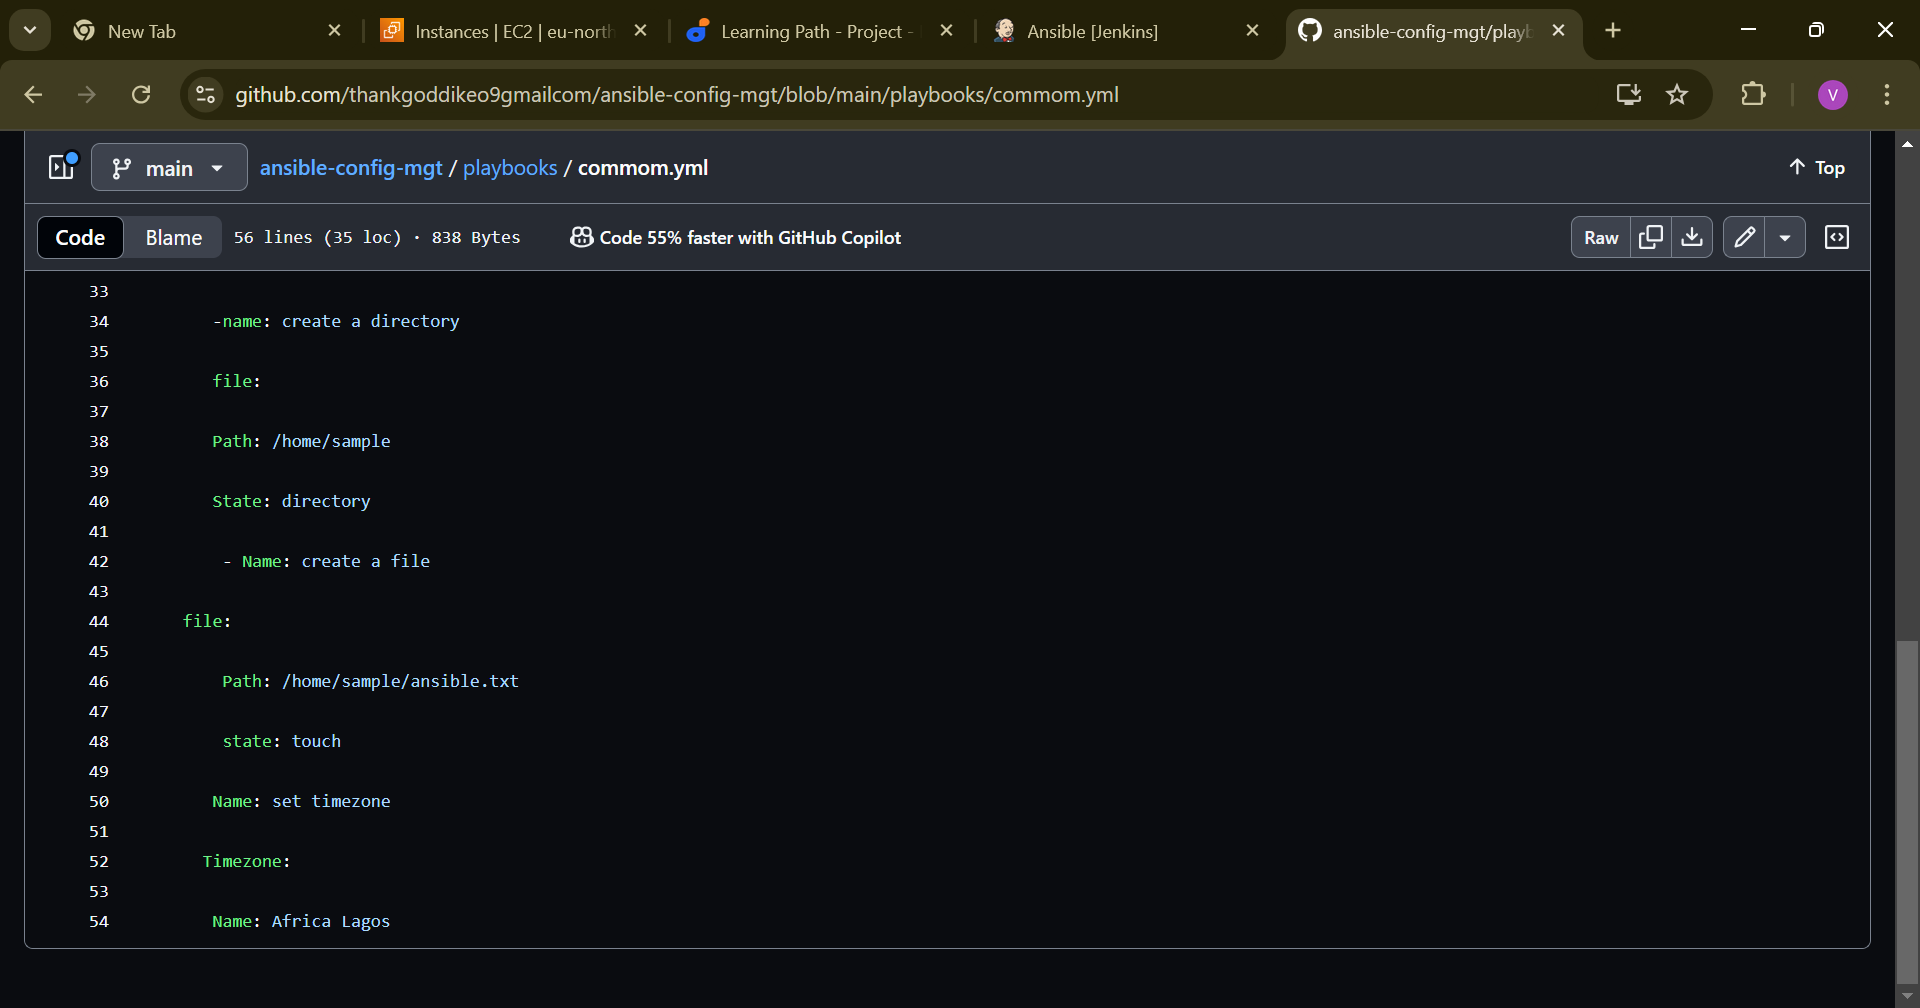 New Tab
Instances | EC2 | eu-north
Learning Path - Project -
Ansible [Jenkins]
ansible-config-mgt/playb
github.com/thankgoddikeo9gmailcom/ansible-config-mgt/blob/main/playbooks/commom.yml
V
main
ansible-config-mgt / playbooks / commom.yml
Top
Code
Blame
56 lines (35 loc) · 838 Bytes
Code 55% faster with GitHub Copilot
Raw
33
34 -name: create a directory
35
36 file:
37
38 Path: /home/sample
39
40 State: directory
41
42 - Name: create a file
43
44 file:
45
46 Path: /home/sample/ansible.txt
47
48 state: touch
49
50 Name: set timezone
51
52 Timezone:
53
54 Name: Africa Lagos